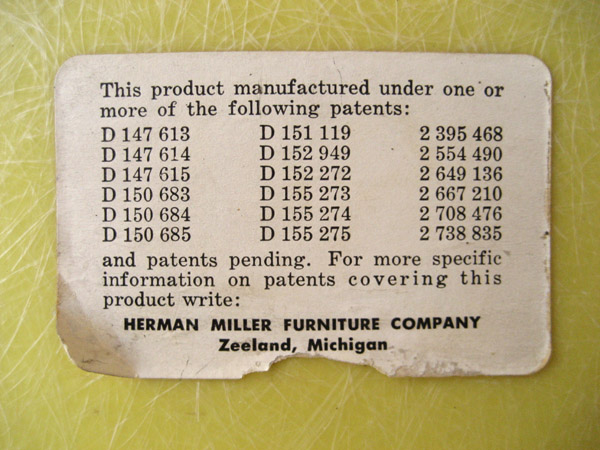 This product manufactured under one or
more of the following patents:
D 147 613 D 151 119 2 395 468
D 147 614 D 152 949 2 554 490
D 147 615 D 152 272 2 649 136
D 150 683 D 155 273 2 667 210
D 150 684 D 155 274 2 708 476
D 150 685 D 155 275 2 738 835
and patents pending. For more specific
information on patents covering this
product write:
HERMAN MILLER FURNITURE COMPANY
Zeeland, Michigan